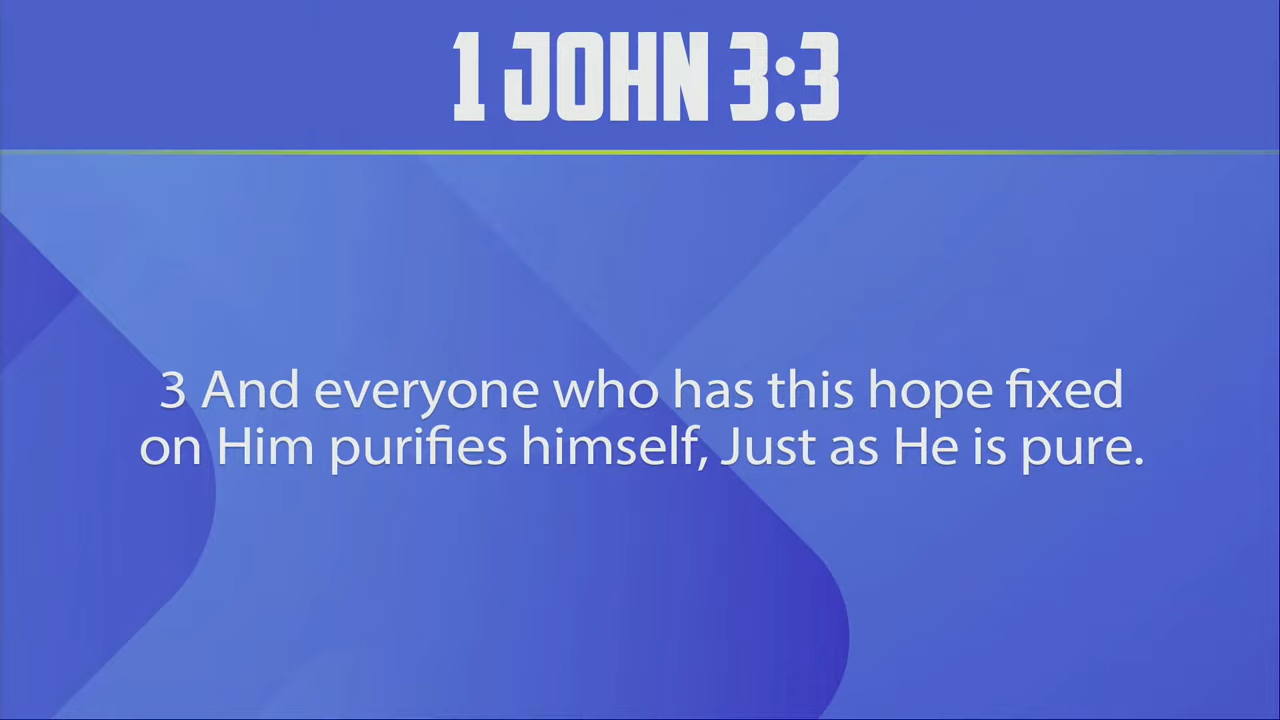 1 JOHN 3:3
3 And everyone who has this hope fixed
on Him purifies himself, Just as He is pure.